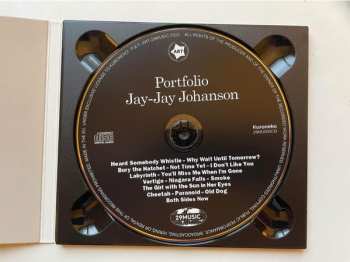 ART
Portfolio
Jay-Jay Johanson
Kuroneko
Heard Somebody Whistle - Why Wait Until Tomorrow?
Bury the Hatchet - Not Time Yet - I Don't Like You
Labyrinth - You'll Miss Me When I'm Gone
Vertigo - Niagara Falls - Smoke
The Girl with the Sun in Her Eyes
Cheetah - Paranoid - Old Dog
Both Sides Now
29MUSIC